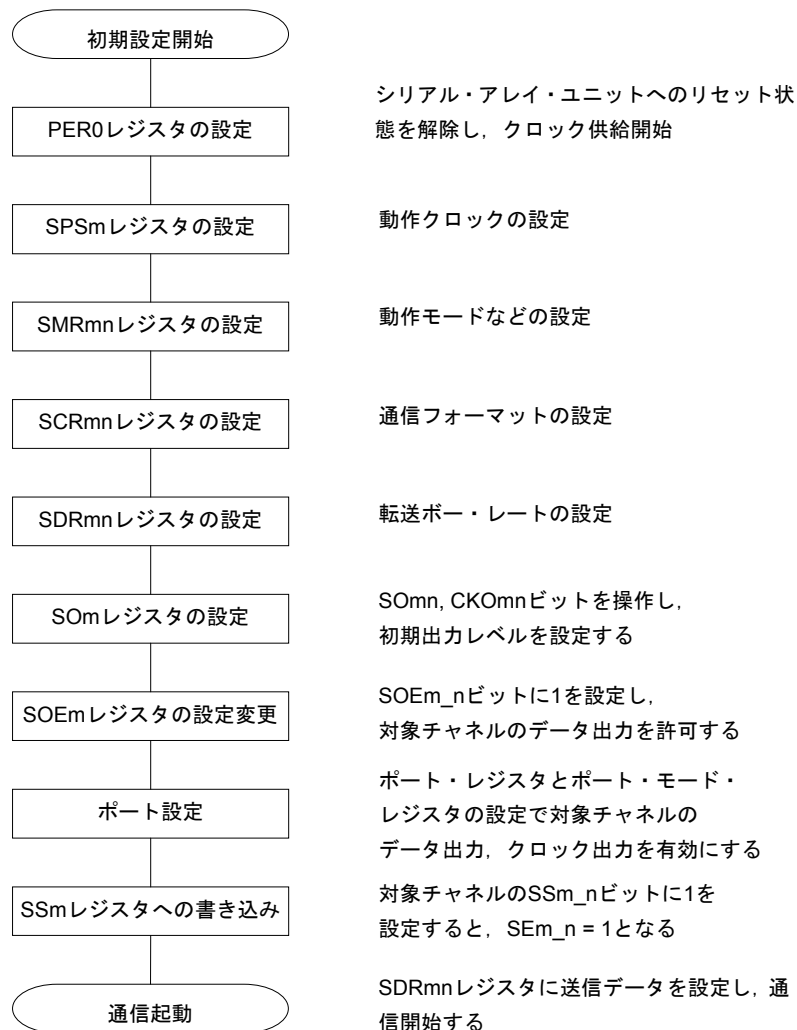 初期設定開始
PER0レジスタの設定
シリアル・アレイ・ユニットへのリセット状
態を解除し，クロック供給開始
SPSmレジスタの設定
動作クロックの設定
SMRmnレジスタの設定
動作モードなどの設定
SCRmnレジスタの設定
通信フォーマットの設定
SDRmnレジスタの設定
転送ボー・レートの設定
SOmレジスタの設定
SOmn, CKOmnビットを操作し，
初期出力レベルを設定する
SOEmレジスタの設定変更
SOEm_nビットに1を設定し，
対象チャネルのデータ出力を許可する
ポート設定
ポート・レジスタとポート・モード・
レジスタの設定で対象チャネルの
データ出力，クロック出力を有効にする
SSmレジスタへの書き込み
対象チャネルのSSm_nビットに1を
設定すると，SEm_n = 1となる
通信起動
SDRmnレジスタに送信データを設定し，通
信開始する